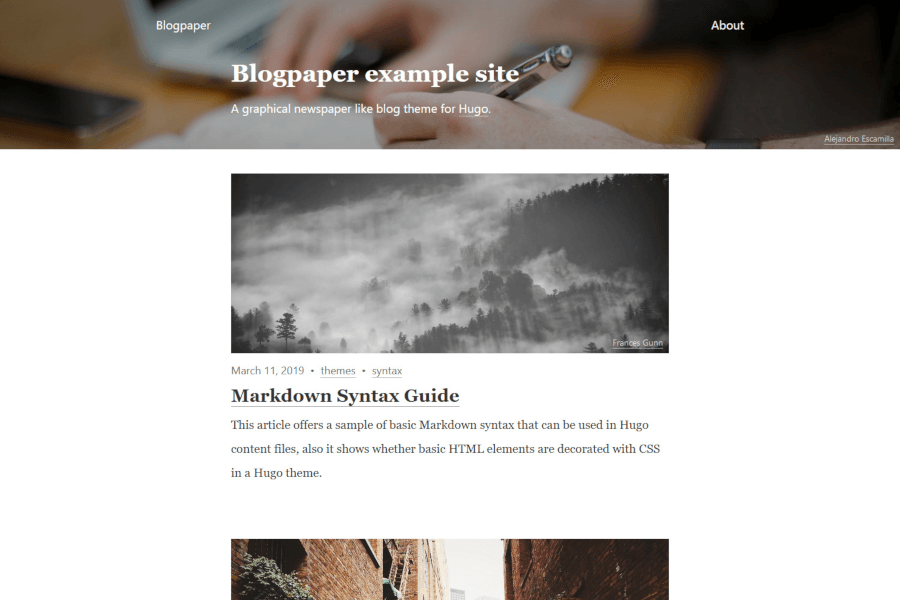 Blogpaper
About
Blogpaper example site
A graphical newspaper like blog theme for Hugo.
Alejandro Escamilla
Frances Gunn
March 11, 2019 • themes • syntax
Markdown Syntax Guide
This article offers a sample of basic Markdown syntax that can be used in Hugo
content files, also it shows whether basic HTML elements are decorated with CSS
in a Hugo theme.